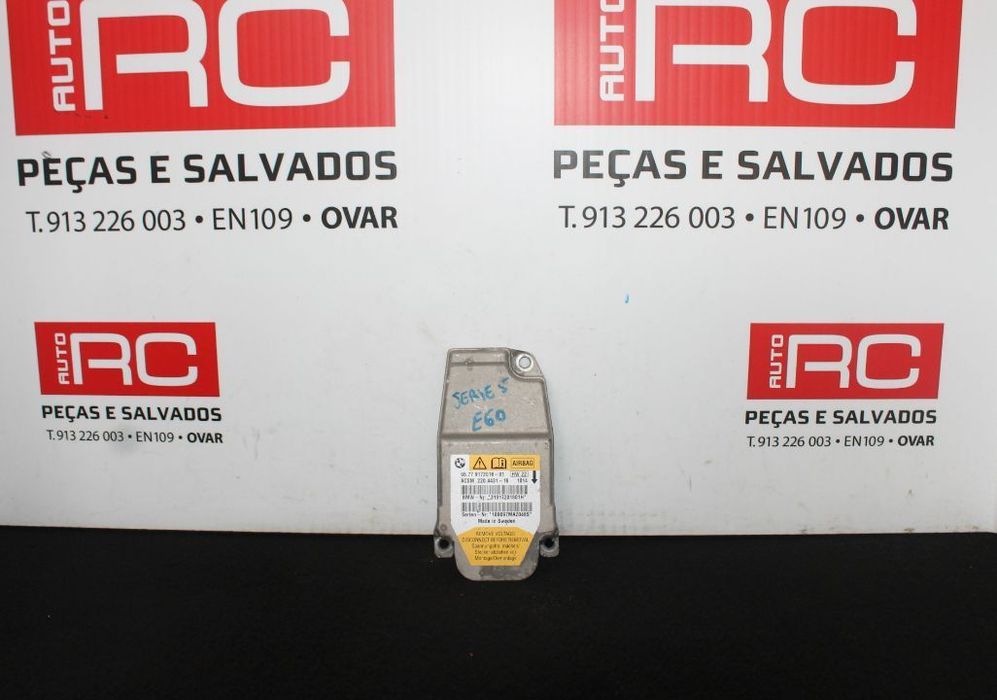 AUTO RC
PEÇAS E SALVADOS
T. 913 226 003 • EN109 • OVAR
AUTO RC
PEÇAS E SALVADOS
T. 913 226 003 • EN109 • OVAR
AUTO RC
PEÇAS E SALVADOS
T. 913 226 003 • EN109 • OVAR
AUTO RC
PEÇAS E SALVADOS
T. 913 226 003 • EN109 • OVAR
SERIE 5
E60
AIRBAG
Made in Sweden